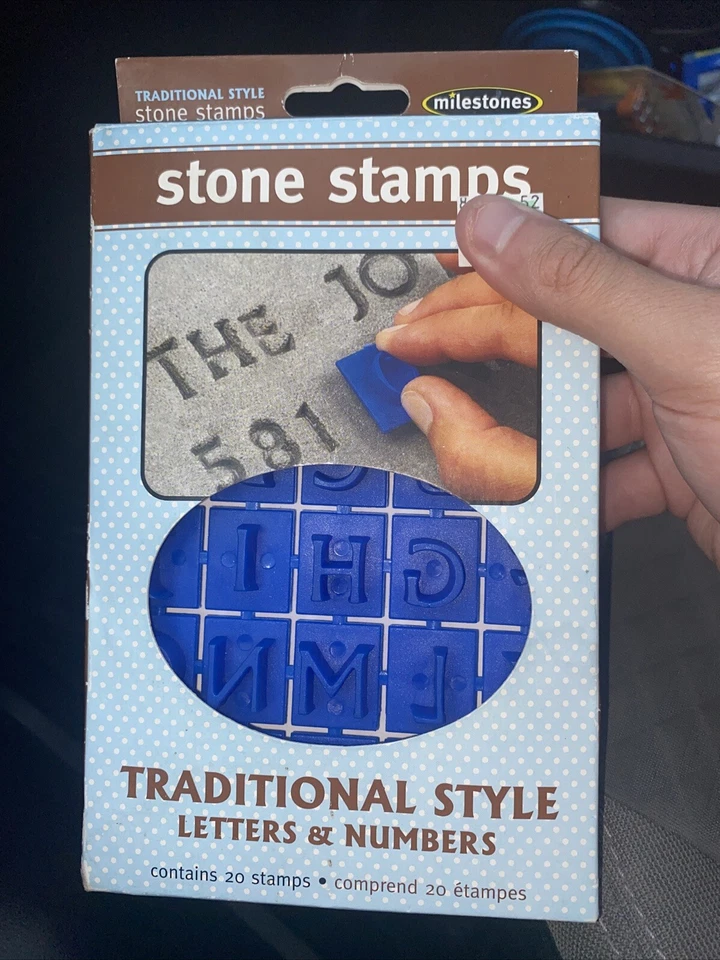 TRADITIONAL STYLE
stone stamps
milestones
stone stamps
52
THE JO
581
I H G
N M L
TRADITIONAL STYLE
LETTERS & NUMBERS
contains 20 stamps • comprend 20 étampes